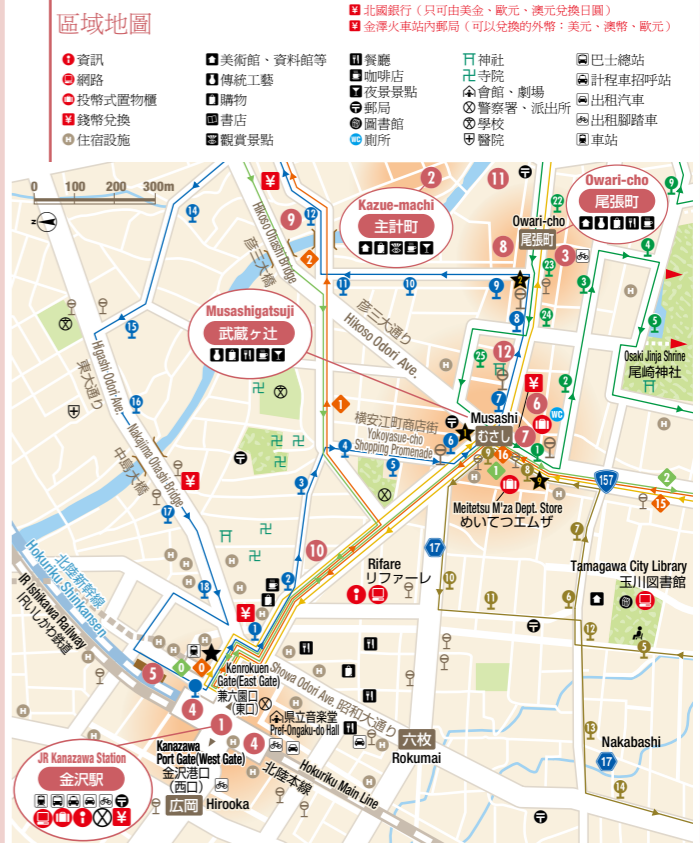 區域地圖
¥ 北國銀行(只可由美金、歐元、澳元兌換日圓)
¥ 金澤火車站內郵局(可以兌換的外幣:美元、澳幣、歐元)
資訊
網路
投幣式置物櫃
¥ 錢幣兌換
H 住宿設施
美術館、資料館等
傳統工藝
購物
書店
觀賞景點
餐廳
咖啡店
夜景景點
郵局
圖書館
WC 廁所
神社
寺院
會館、劇場
警察署、派出所
學校
醫院
巴士總站
計程車招呼站
出租汽車
出租腳踏車
車站
0 100 200 300m
N
Kazue-machi
主計町
Owari-cho
尾張町
Owari-cho
尾張町
Hikoso Ohashi Bridge
彦三大橋
Musashigatsuji
武蔵ヶ辻
彦三大通り
Hikoso Odori Ave.
Higashi Odori Ave.
東大通り
Nakajima Ohashi Bridge
中島大橋
横安江町商店街
Yokoyasue-cho
Shopping Promenade
Musashi
むさし
Osaki Jinja Shrine
尾崎神社
WC
Meitetsu M'za Dept. Store
めいてつエムザ
157
17
Rifare
リファーレ
Tamagawa City Library
玉川図書館
北陸新幹線
Hokuriku-Shinkansen
IR Ishikawa Railway
IRいしかわ鉄道
Kenrokuen
Gate(East Gate)
兼六園口
(東口)
Showa Odori Ave. 昭和大通り
県立音楽堂
Pref-Ongaku-do Hall
六枚
Rokumai
Nakabashi
17
JR Kanazawa Station
金沢駅
Kanazawa
Port Gate(West Gate)
金沢港口
(西口)
広岡 Hirooka
北陸本線
Hokuriku Main Line